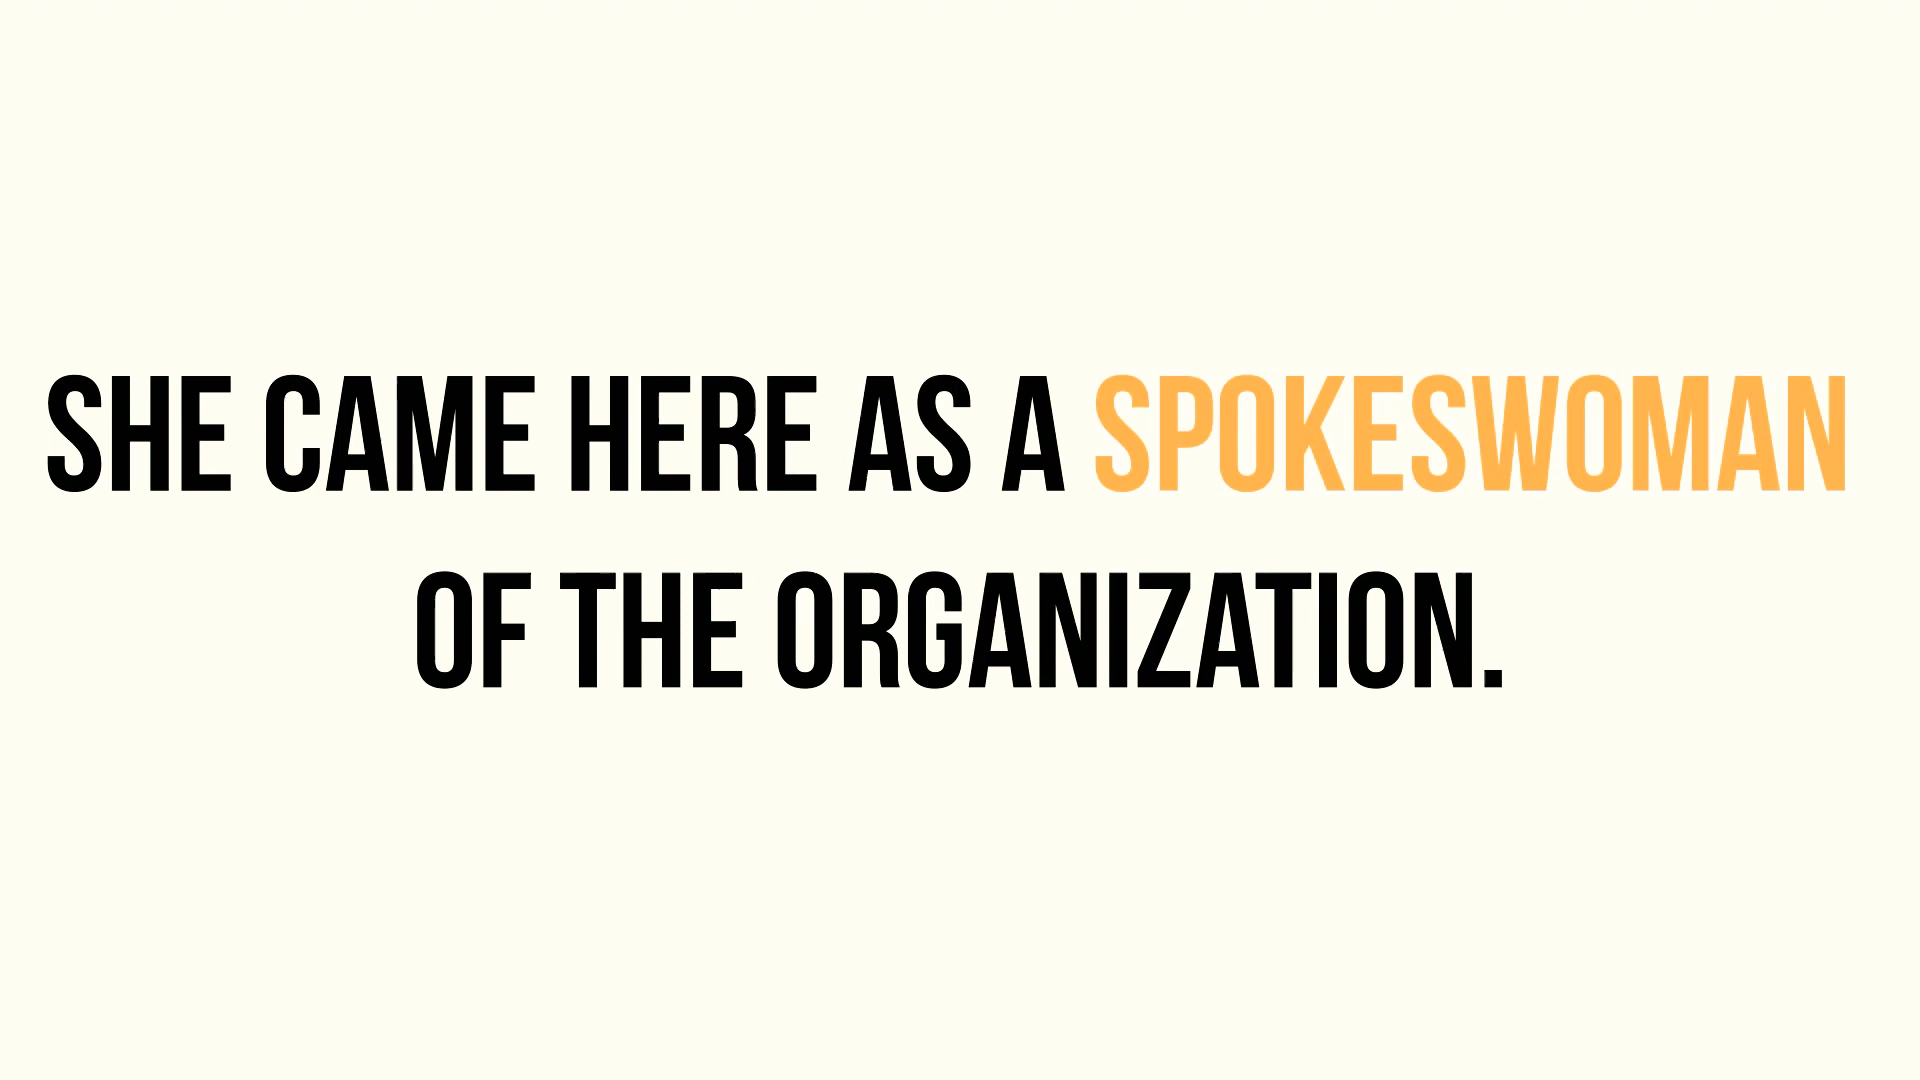 SHE CAME HERE AS A SPOKESWOMAN
OF THE ORGANIZATION.